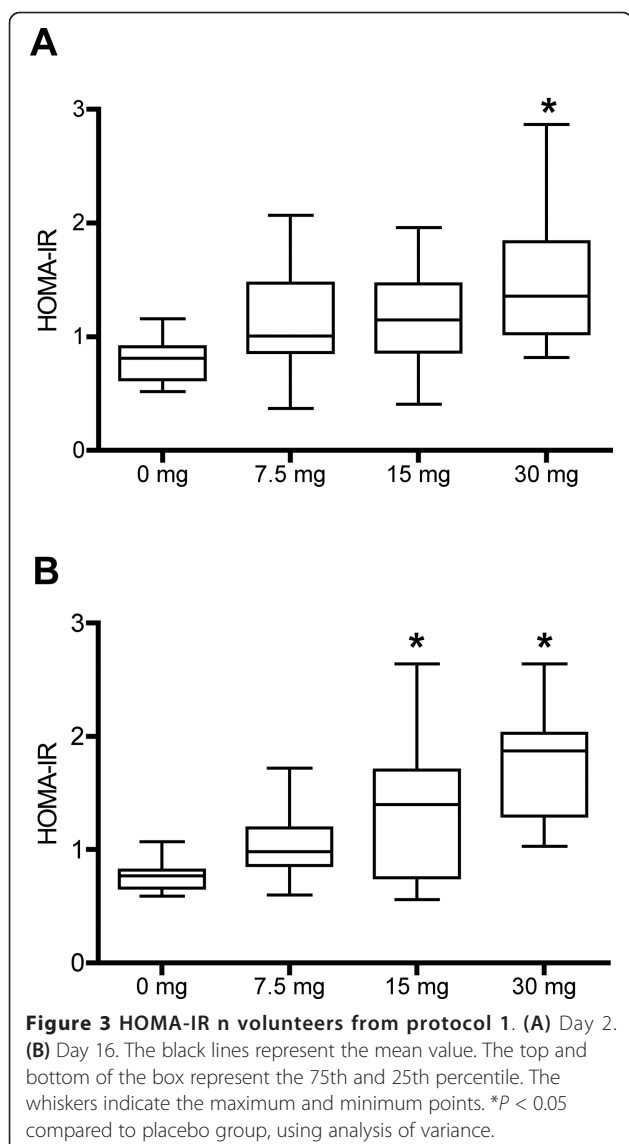 A
3
*
2
HOMA-IR
1
0
0 mg 7.5 mg 15 mg 30 mg
B
3
* *
2
HOMA-IR
1
0
0 mg 7.5 mg 15 mg 30 mg
Figure 3 HOMA-IR n volunteers from protocol 1. (A) Day 2.
(B) Day 16. The black lines represent the mean value. The top and
bottom of the box represent the 75th and 25th percentile. The
whiskers indicate the maximum and minimum points. *P < 0.05
compared to placebo group, using analysis of variance.